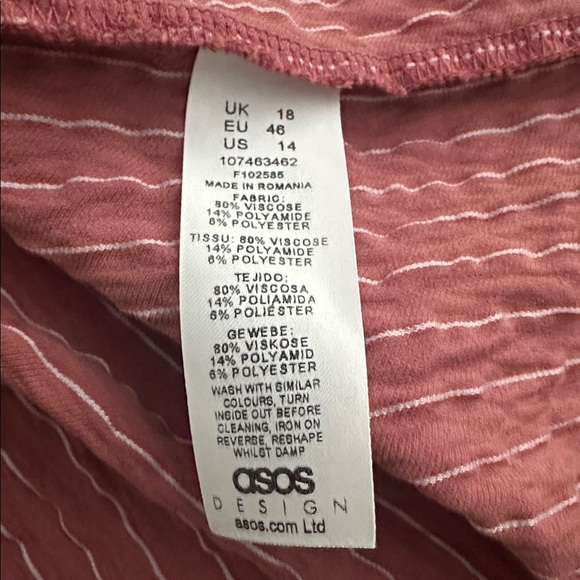 UK 18
EU 46
US 14
107463462
F102585
MADE IN ROMANIA
FABRIC:
80% VISCOSE
14% POLYAMIDE
6% POLYESTER
TISSU: 80% VISCOSE
14% POLYAMIDE
6% POLYESTER
TEJIDO:
80% VISCOSA
14% POLIAMIDA
6% POLIÉSTER
GEWEBE:
80% VISKOSE
14% POLYAMID
6% POLYESTER
WASH WITH SIMILAR
COLOURS, TURN
INSIDE OUT BEFORE
CLEANING, IRON ON
REVERSE, RESHAPE
WHILST DAMP
asos
DESIGN
asos.com Ltd